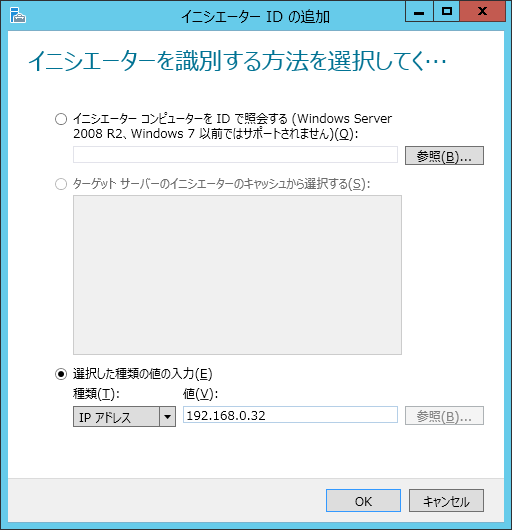 イニシエーター ID の追加
イニシエーターを識別する方法を選択してく…
イニシエーター コンピューターを ID で照会する (Windows Server
2008 R2、Windows 7 以前ではサポートされません)(Q):
参照(B)...
ターゲット サーバーのイニシエーターのキャッシュから選択する(S):
選択した種類の値の入力(E)
種類(T): 値(V):
IP アドレス 192.168.0.32 参照(B)...
OK キャンセル